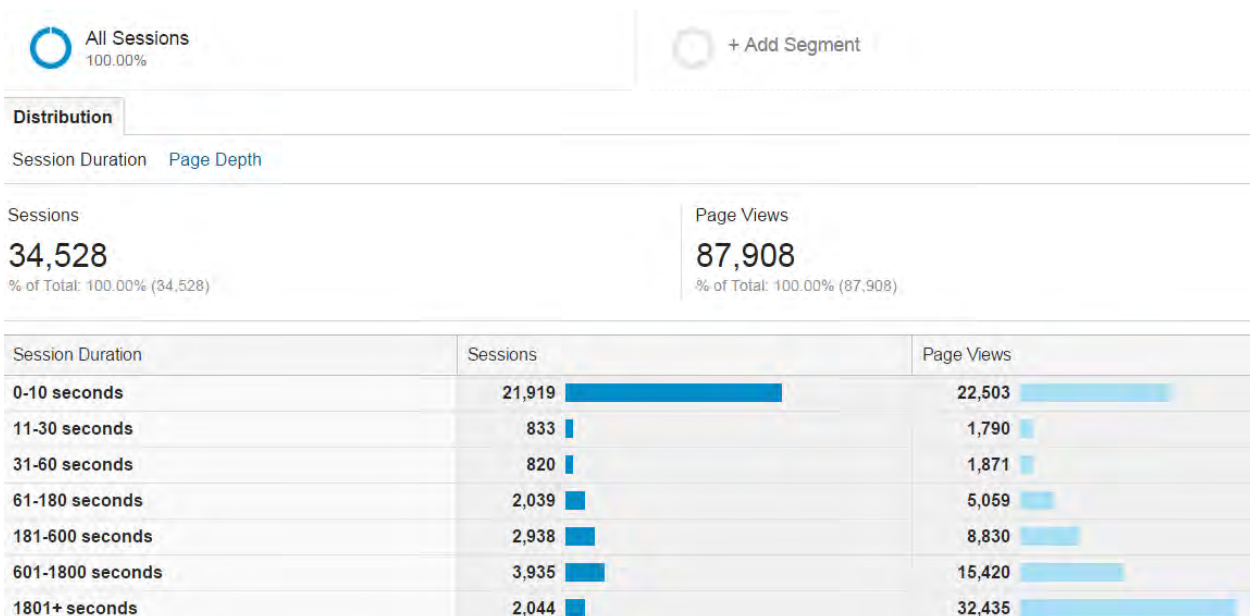 All Sessions
100.00%
+ Add Segment
Distribution
Session Duration Page Depth
Sessions Page Views
34,528 87,908
% of Total: 100.00% (34,528) % of Total: 100.00% (87,908)
Session Duration Sessions Page Views
0-10 seconds 21,919 22,503
11-30 seconds 833 1,790
31-60 seconds 820 1,871
61-180 seconds 2,039 5,059
181-600 seconds 2,938 8,830
601-1800 seconds 3,935 15,420
1801+ seconds 2,044 32,435